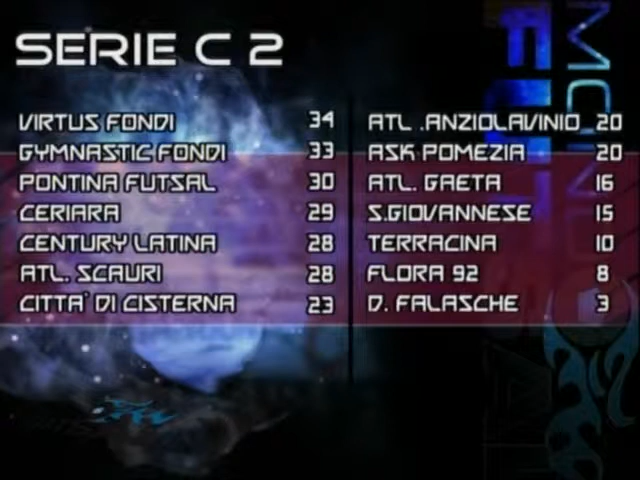 SERIE C 2
VIRTUS FONDI 34
GYMNASTIC FONDI 33
PONTINA FUTSAL 30
CERIARA 29
CENTURY LATINA 28
ATL. SCAURI 28
CITTA' DI CISTERNA 23
ATL .ANZIOLAVINIO 20
ASK POMEZIA 20
ATL. GAETA 16
S.GIOVANNESE 15
TERRACINA 10
FLORA 92 8
D. FALASCHE 3